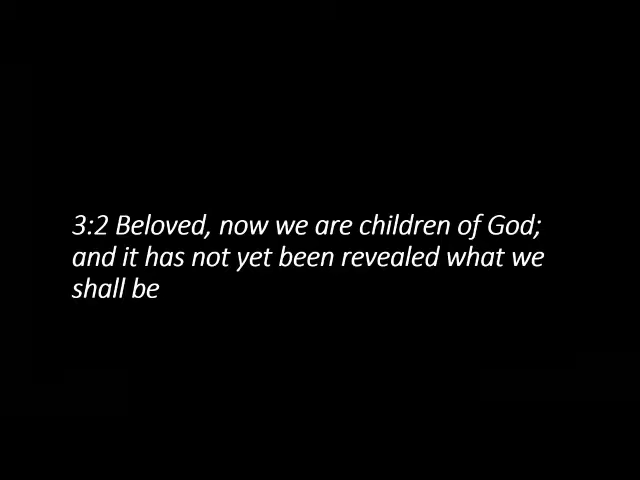 3:2 Beloved, now we are children of God;
and it has not yet been revealed what we
shall be